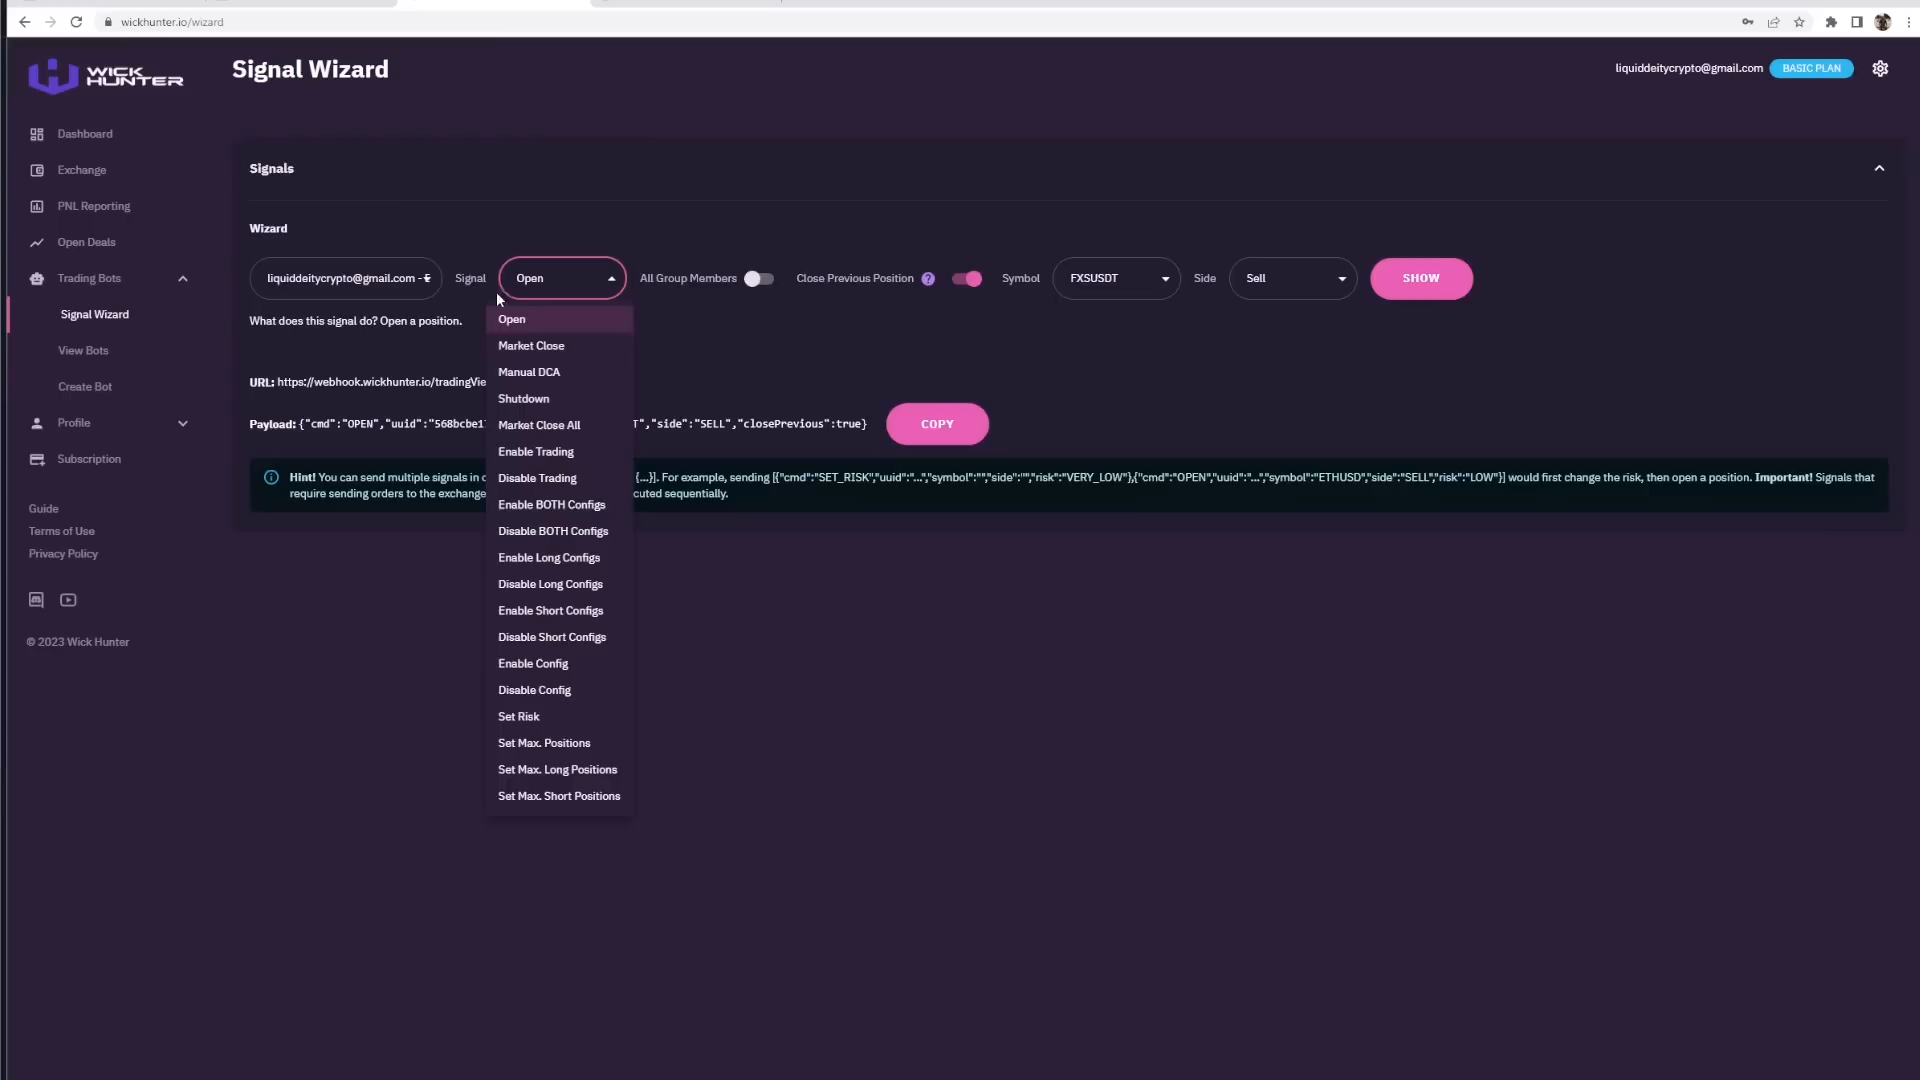 wickhunter.io/wizard
WICK
HUNTER
Signal Wizard
liquiddeitycrypto@gmail.com BASIC PLAN
Dashboard
Exchange
PNL Reporting
Open Deals
Trading Bots
Signal Wizard
View Bots
Create Bot
Profile
Subscription
Guide
Terms of Use
Privacy Policy
© 2023 Wick Hunter
Signals
Wizard
liquiddeitycrypto@gmail.com - Signal Open All Group Members Close Previous Position ? Symbol FXSUSDT Side Sell SHOW
What does this signal do? Open a position.
Open
Market Close
Manual DCA
Shutdown
Market Close All
Enable Trading
Disable Trading
Enable BOTH Configs
Disable BOTH Configs
Enable Long Configs
Disable Long Configs
Enable Short Configs
Disable Short Configs
Enable Config
Disable Config
Set Risk
Set Max. Positions
Set Max. Long Positions
Set Max. Short Positions
URL: https://webhook.wickhunter.io/tradingVie
Payload: {"cmd":"OPEN","uuid":"568bcbe1 T","side":"SELL","closePrevious":true} COPY
Hint! You can send multiple signals in {...}]. For example, sending [{"cmd":"SET_RISK","uuid":"...","symbol":"","side":"","risk":"VERY_LOW"},{"cmd":"OPEN","uuid":"...","symbol":"ETHUSD","side":"SELL","risk":"LOW"}] would first change the risk, then open a position. Important! Signals that
require sending orders to the exchange cuted sequentially.